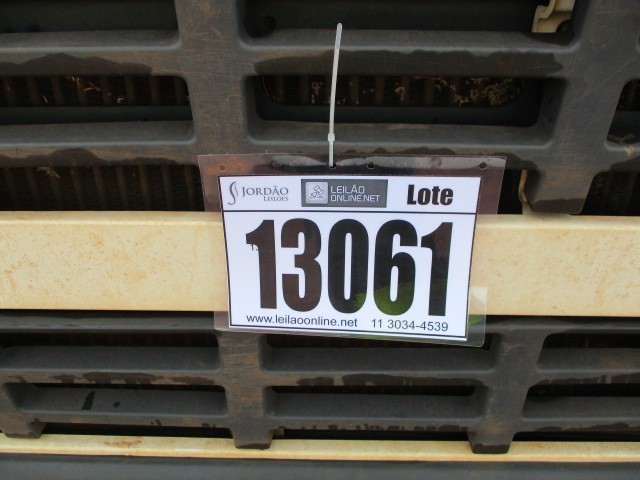 JORDÃO
LEILÕES
LEILÃO
ONLINE.NET
Lote
13061
www.leilaoonline.net 11 3034-4539